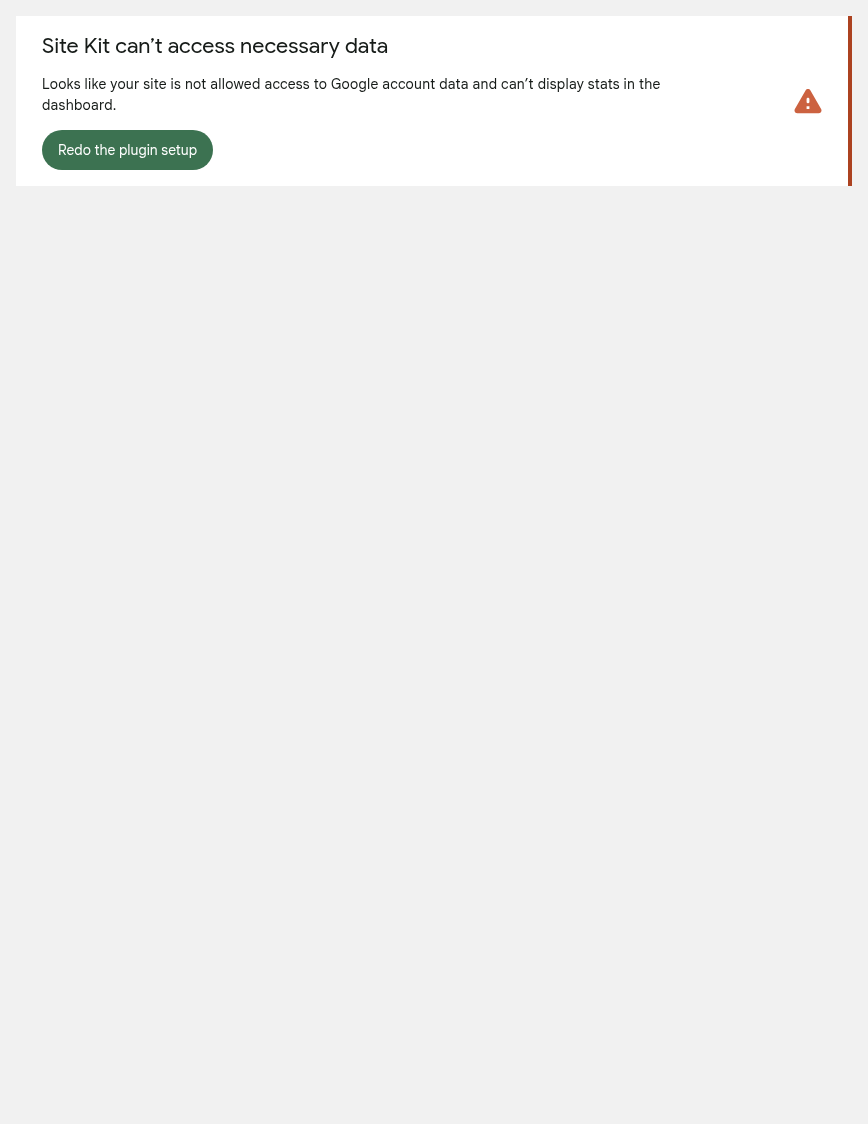 Site Kit can’t access necessary data
Looks like your site is not allowed access to Google account data and can’t display stats in the
dashboard.
Redo the plugin setup